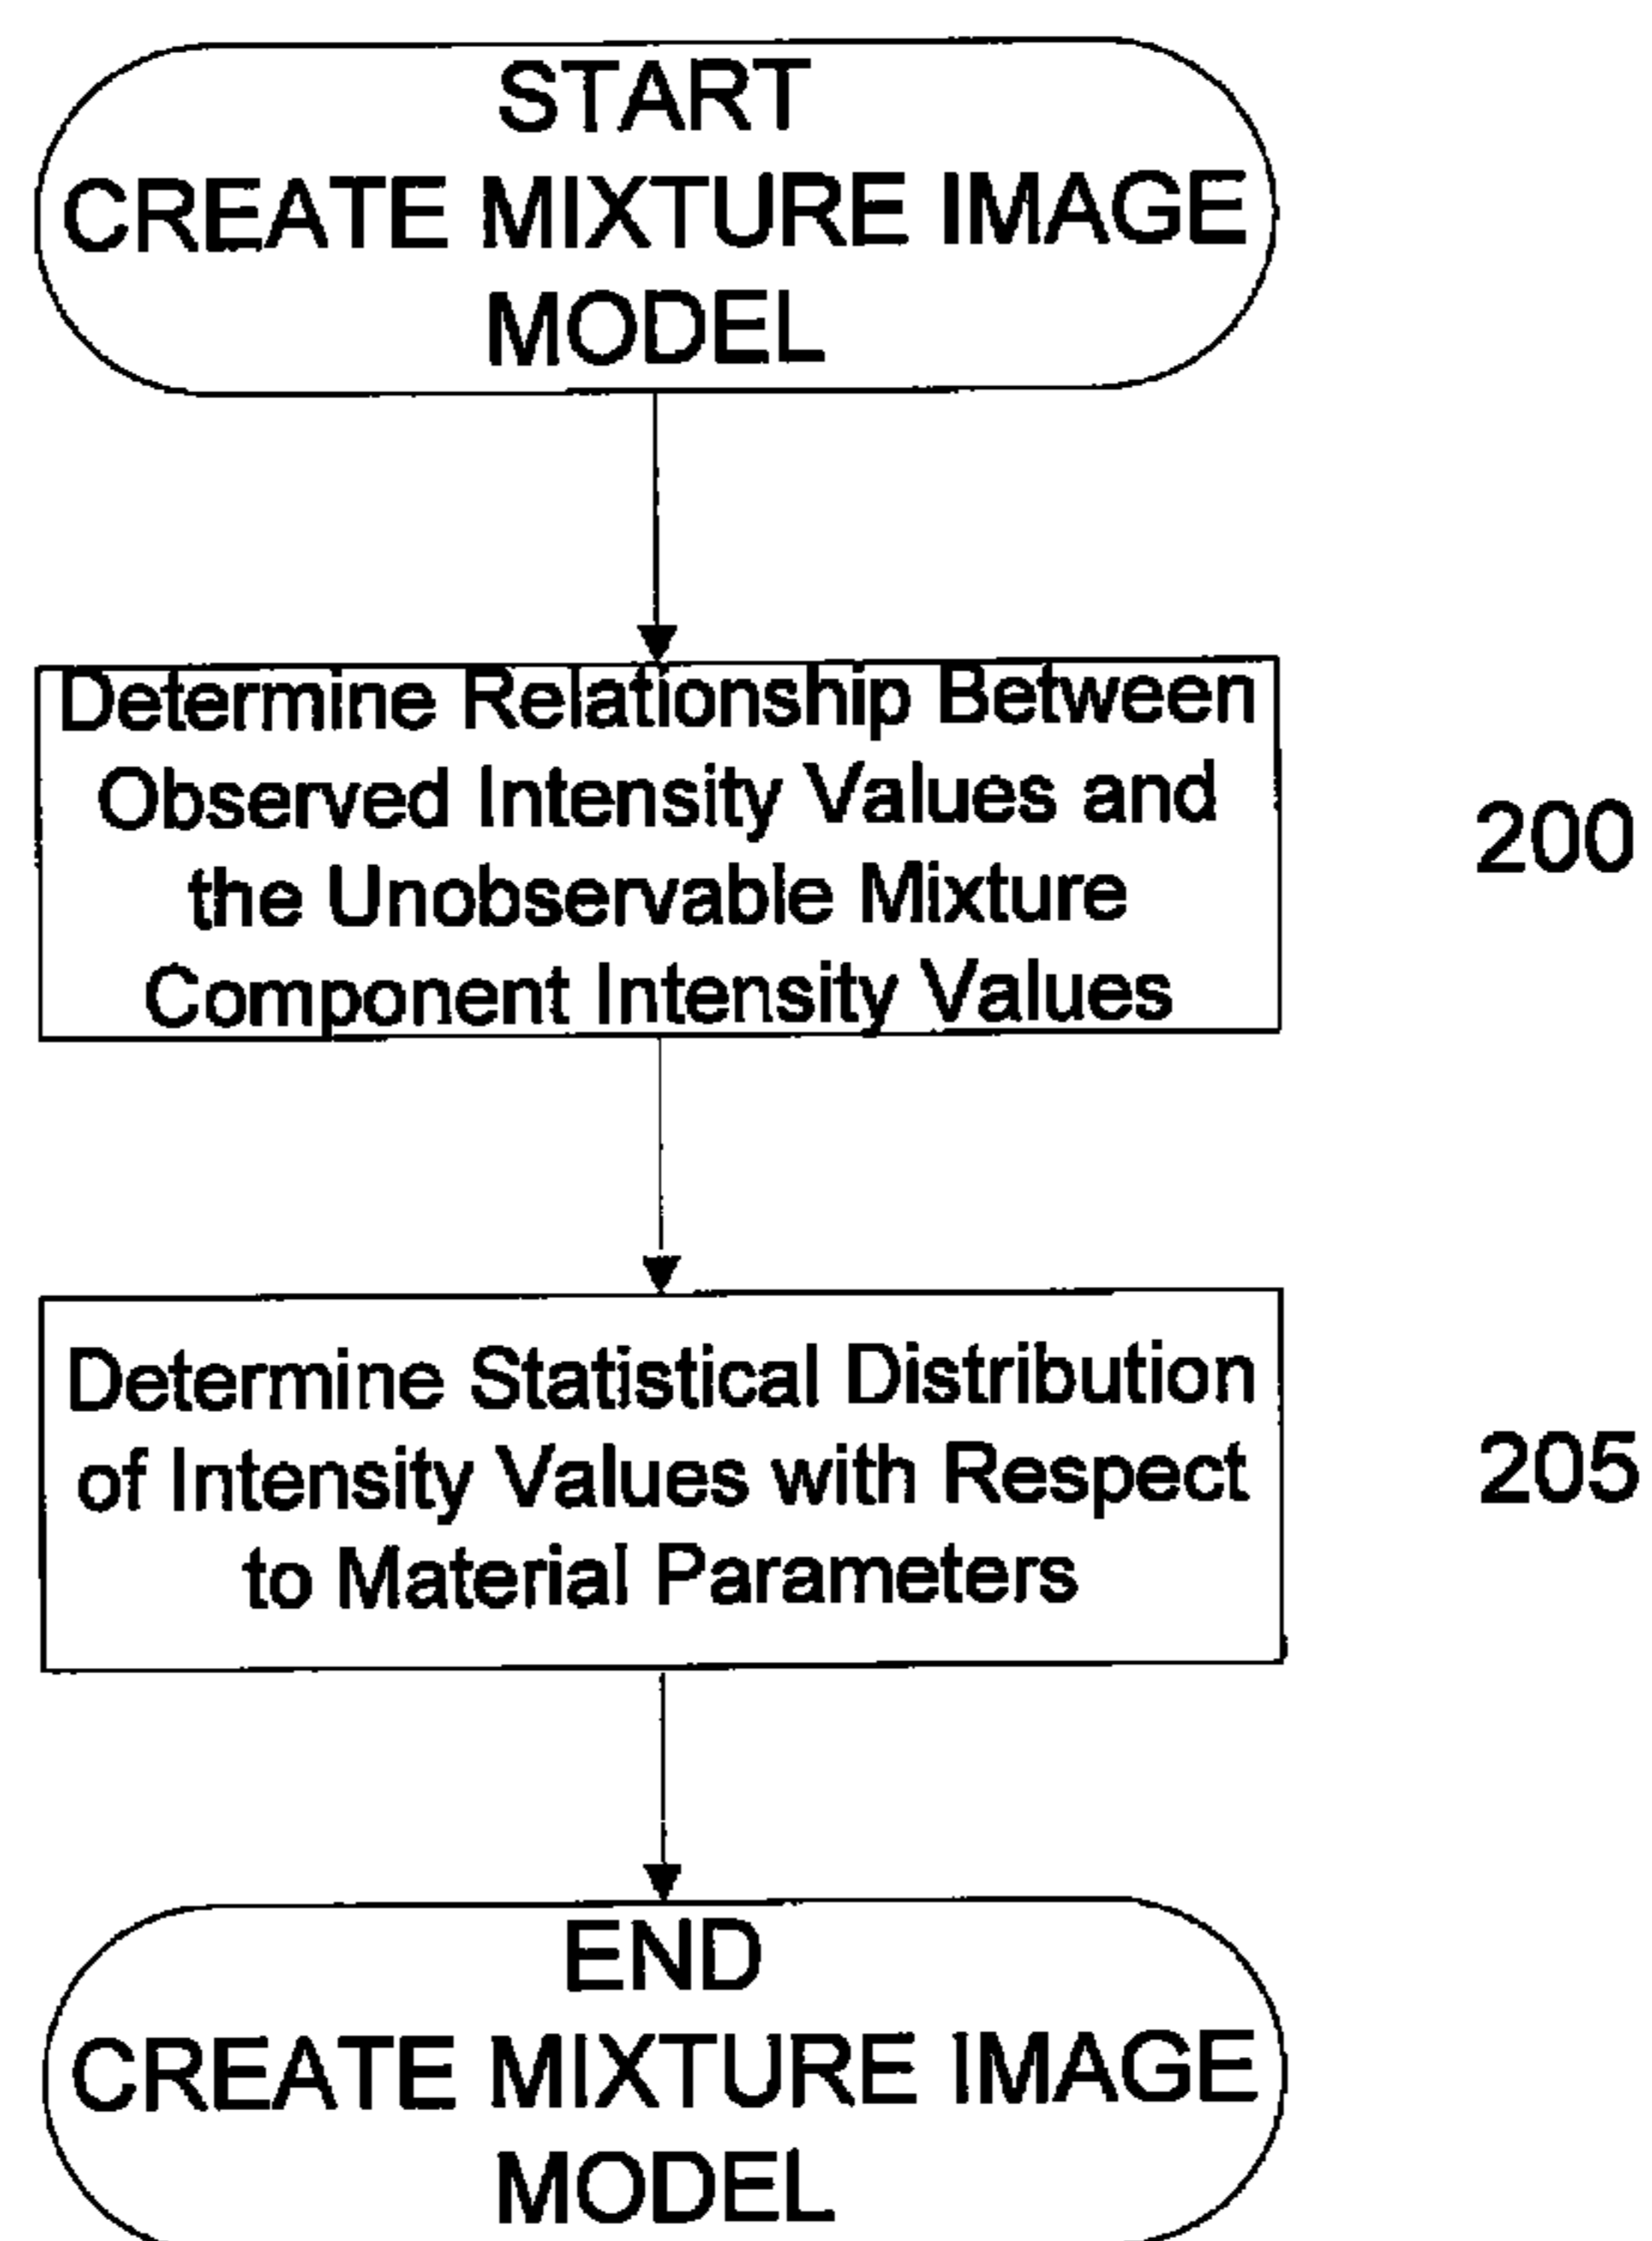 START
CREATE MIXTURE IMAGE
MODEL
Determine Relationship Between
Observed Intensity Values and
the Unobservable Mixture
Component Intensity Values
200
Determine Statistical Distribution
of Intensity Values with Respect
to Material Parameters
205
END
CREATE MIXTURE IMAGE
MODEL